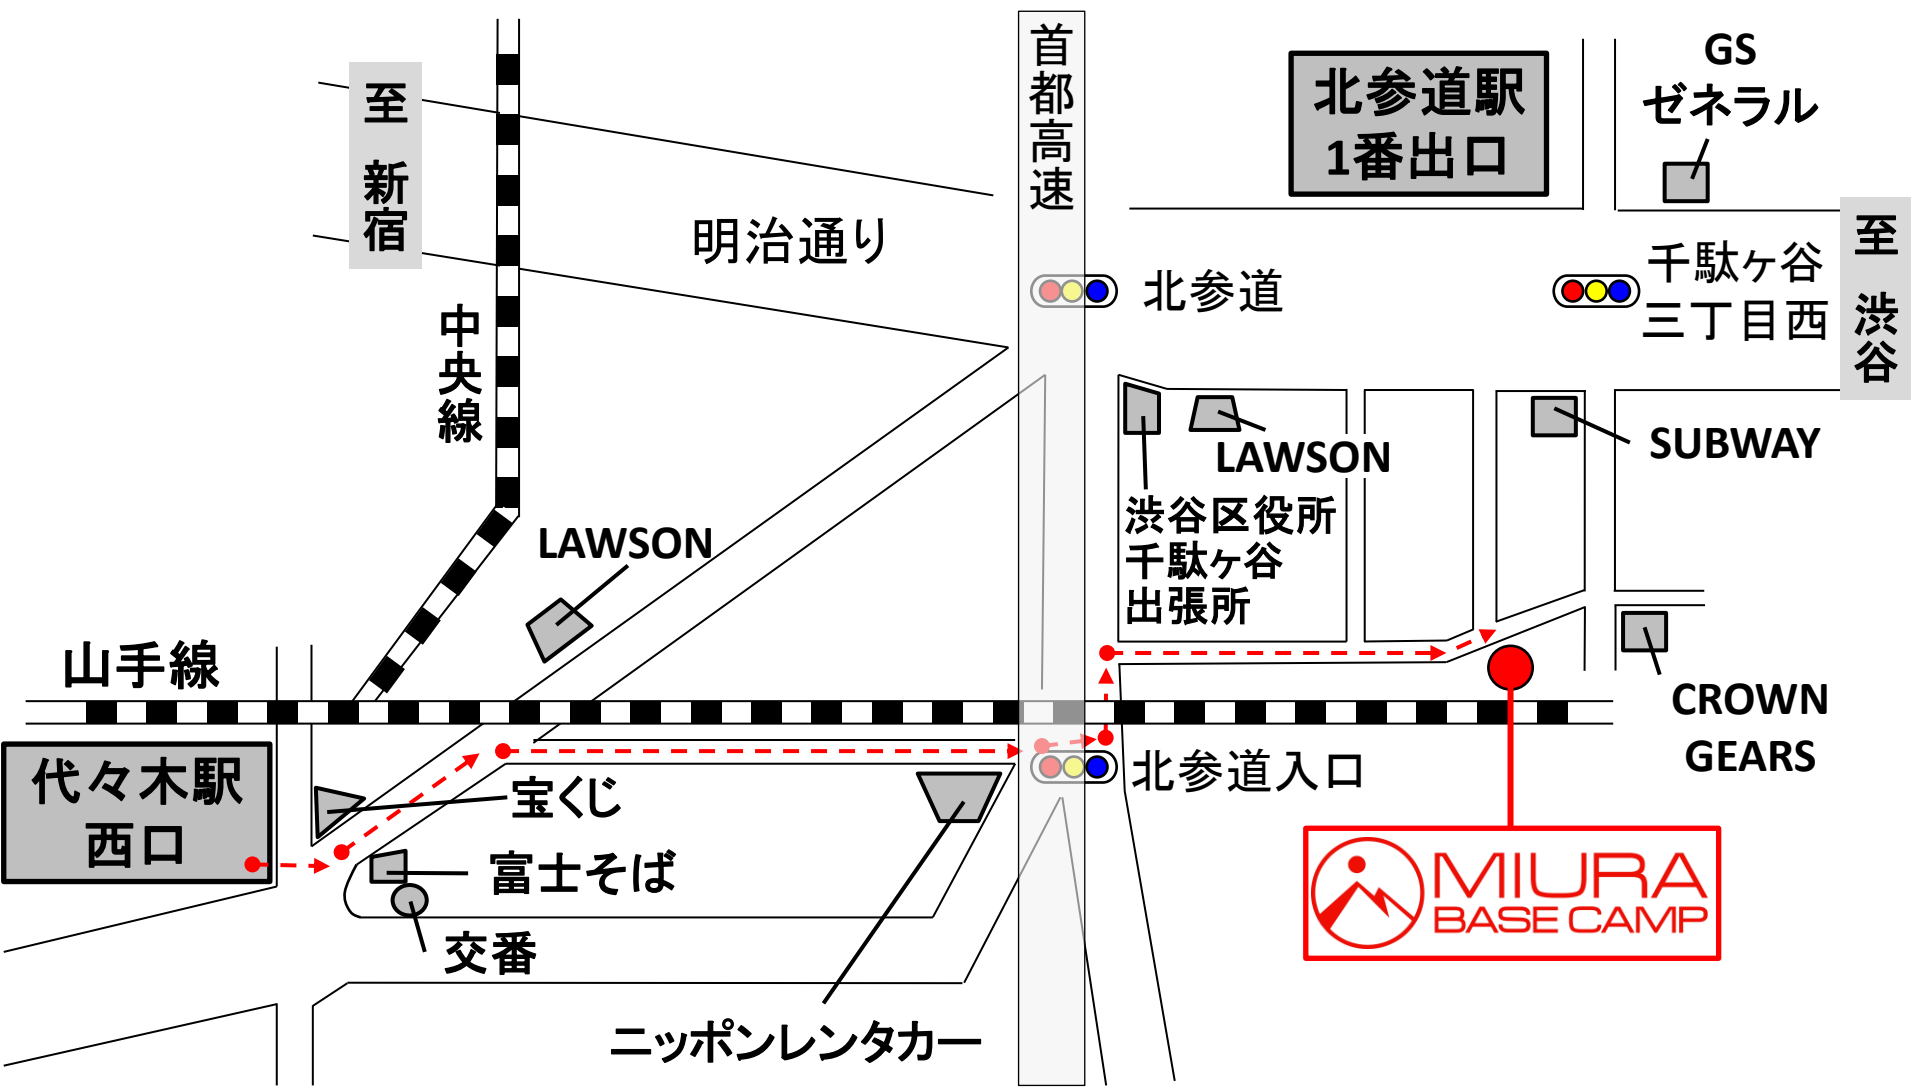 首都高速
GS
ゼネラル
北参道駅
1番出口
至 新宿
至 渋谷
明治通り
北参道
千駄ヶ谷
三丁目西
中央線
LAWSON
SUBWAY
LAWSON
渋谷区役所
千駄ヶ谷
出張所
山手線
CROWN
GEARS
代々木駅
西口
宝くじ
北参道入口
富士そば
交番
MIURA
BASE CAMP
ニッポンレンタカー